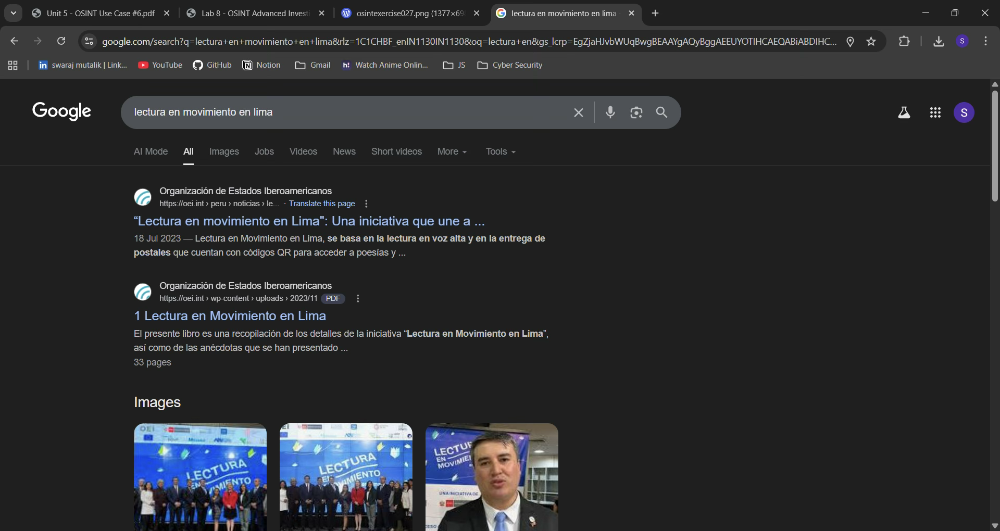 Unit 5 - OSINT Use Case #6.pdf
Lab 8 - OSINT Advanced Investi
osintexercise027.png (1377×69
lectura en movimiento en lima
google.com/search?q=lectura+en+movimiento+en+lima&rlz=1C1CHBF_enIN1130IN1130&oq=lectura+en&gs_lcrp=EgZjaHJvbWUqBwgBEAAYgAQyBggAEEUYOTIHCAEQABiABDIHC...
S
swaraj mutalik | Link...
YouTube
GitHub
Notion
Gmail
Watch Anime Onlin...
JS
Cyber Security
Google
lectura en movimiento en lima
S
AI Mode
All
Images
Jobs
Videos
News
Short videos
More
Tools
Organización de Estados Iberoamericanos
https://oei.int › peru › noticias › le... · Translate this page
“Lectura en movimiento en Lima": Una iniciativa que une a ...
18 Jul 2023 — Lectura en Movimiento en Lima, se basa en la lectura en voz alta y en la entrega de
postales que cuentan con códigos QR para acceder a poesías y ...
Organización de Estados Iberoamericanos
https://oei.int › wp-content › uploads › 2023/11 PDF
1 Lectura en Movimiento en Lima
El presente libro es una recopilación de los detalles de la iniciativa “Lectura en Movimiento en Lima”,
así como de las anécdotas que se han presentado ...
33 pages
Images
OEI
LECTURA
EN
MOVIMIENTO
LECTURA
EN
MOVIMIENTO
LECTU
EN
MOVIMIE
UNA INICIATIVA DE